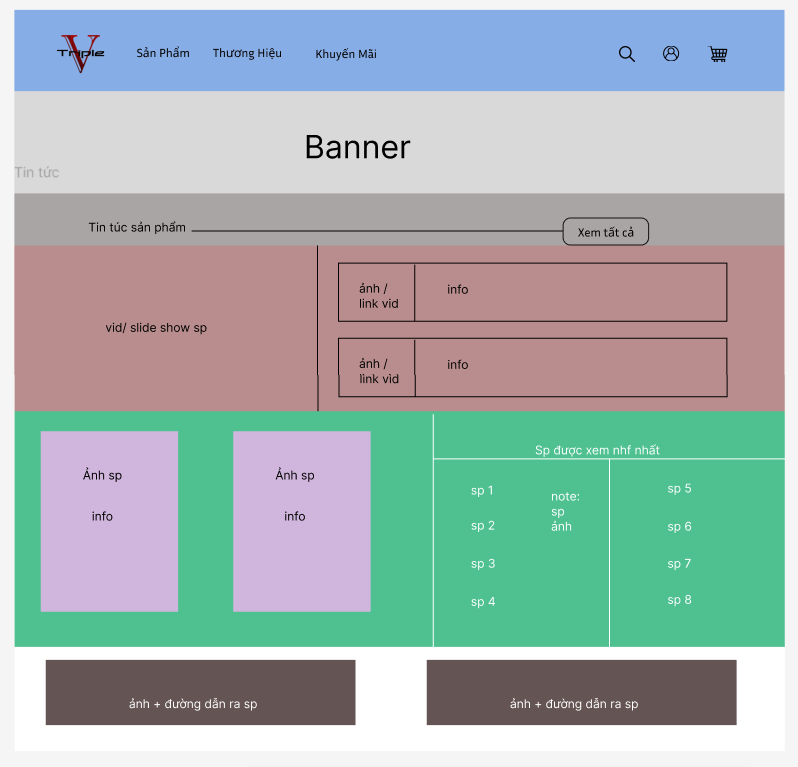 V
Triple
Sản Phẩm
Thương Hiệu
Khuyến Mãi
Banner
Tin tức
Tin túc sản phẩm
Xem tất cả
vid/ slide show sp
ảnh /
link vid
info
ảnh /
link vid
info
Ảnh sp
info
Ảnh sp
info
Sp được xem nhf nhất
sp 1
sp 2
sp 3
sp 4
note:
sp
ảnh
sp 5
sp 6
sp 7
sp 8
ảnh + đường dẫn ra sp
ảnh + đường dẫn ra sp